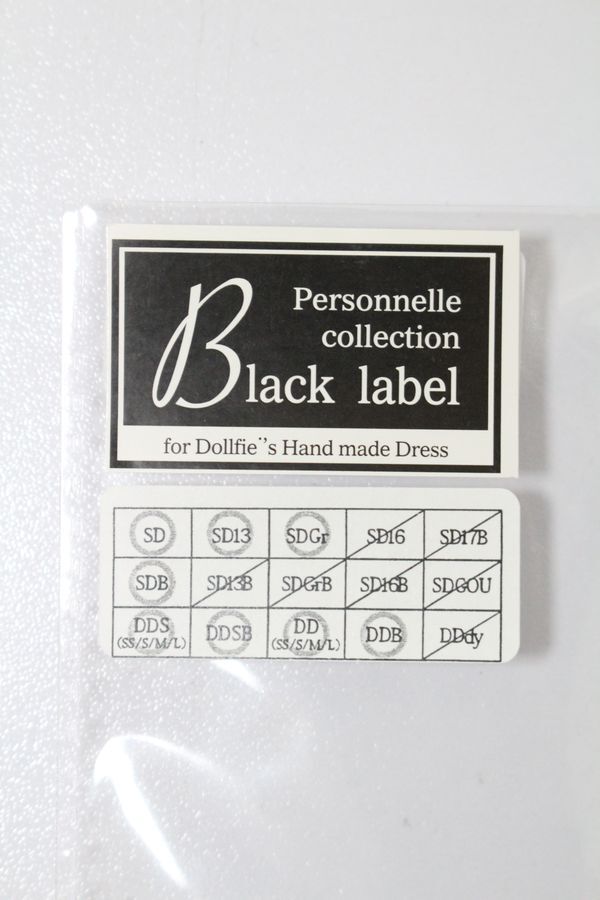 Personnelle
collection
Black label
for Dollfie¨'s Hand made Dress
SD SD13 SDGr SD16 SD17B
SDB SD13B SDGrB SD16B SDGOU
DDS DDSB DD DDB DDdy
(SS/S/M/L) (SS/S/M/L)